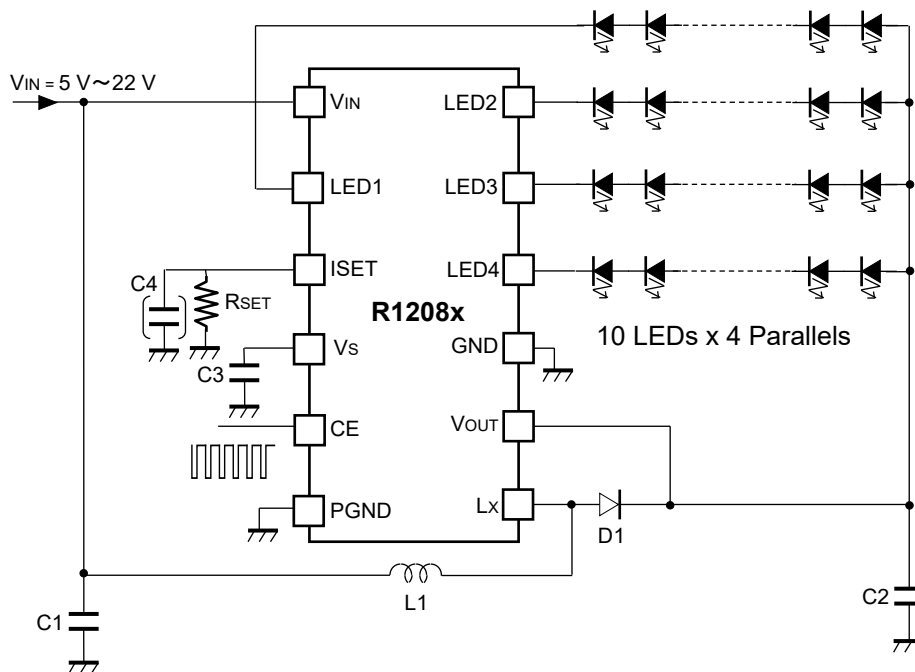 VIN = 5 V～22 V
VIN
LED2
LED1
LED3
ISET
LED4
C4
RSET
R1208x
10 LEDs x 4 Parallels
VS
GND
C3
CE
VOUT
PGND
LX
D1
L1
C1
C2